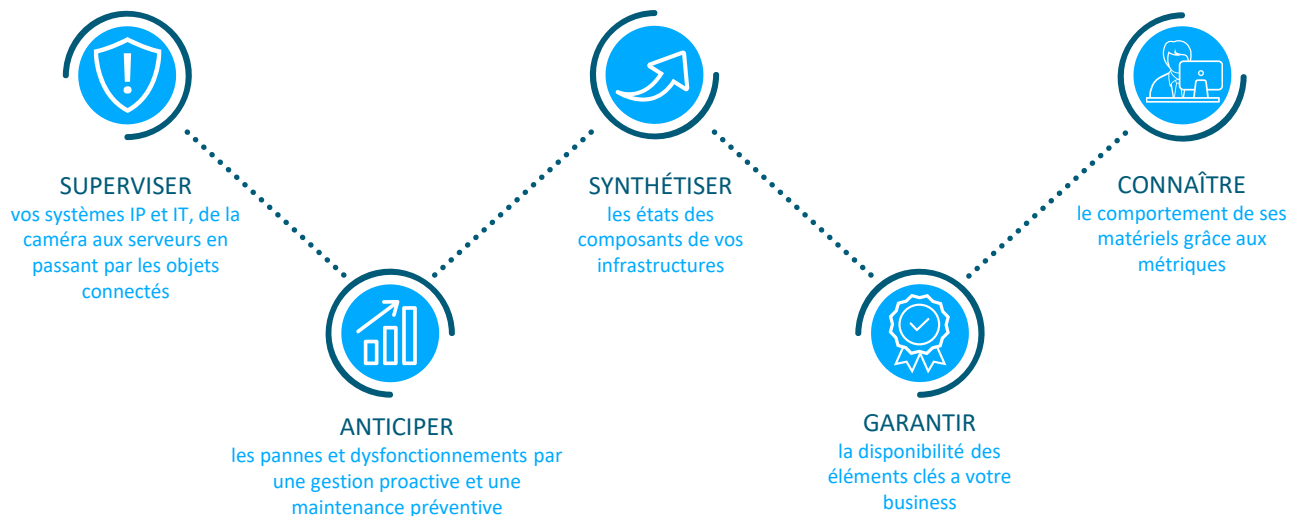 SUPERVISER
vos systèmes IP et IT, de la
caméra aux serveurs en
passant par les objets
connectés
ANTICIPER
les pannes et dysfonctionnements par
une gestion proactive et une
maintenance préventive
SYNTHÉTISER
les états des
composants de vos
infrastructures
GARANTIR
la disponibilité des
éléments clés a votre
business
CONNAÎTRE
le comportement de ses
matériels grâce aux
métriques